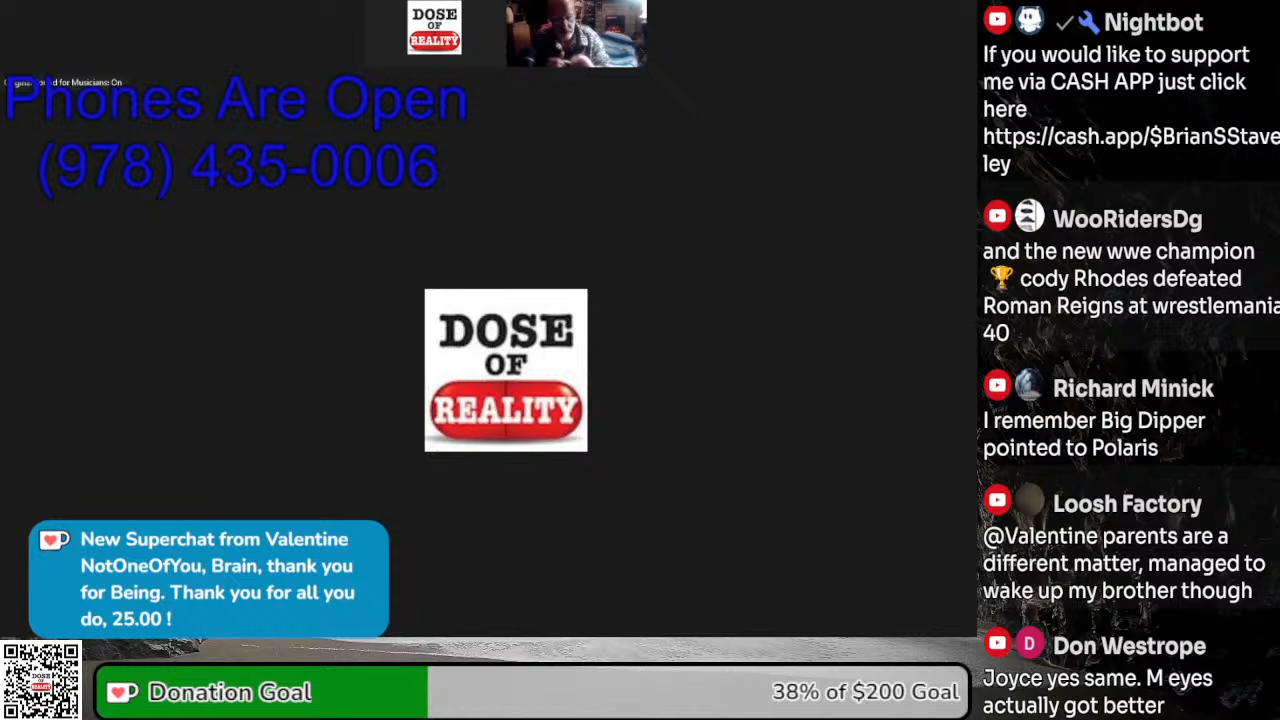 DOSE
OF
REALITY
Phones Are Open
(978) 435-0006
DOSE
OF
REALITY
New Superchat from Valentine
NotOneOfYou, Brain, thank you
for Being. Thank you for all you
do, 25.00 !
DOSE
OF
REALITY
Donation Goal
38% of $200 Goal
Nightbot
If you would like to support
me via CASH APP just click
here
https://cash.app/$BrianSStave
ley
WooRidersDg
and the new wwe champion
🏆 cody Rhodes defeated
Roman Reigns at wrestlemania
40
Richard Minick
I remember Big Dipper
pointed to Polaris
Loosh Factory
@Valentine parents are a
different matter, managed to
wake up my brother though
D Don Westrope
Joyce yes same. M eyes
actually got better